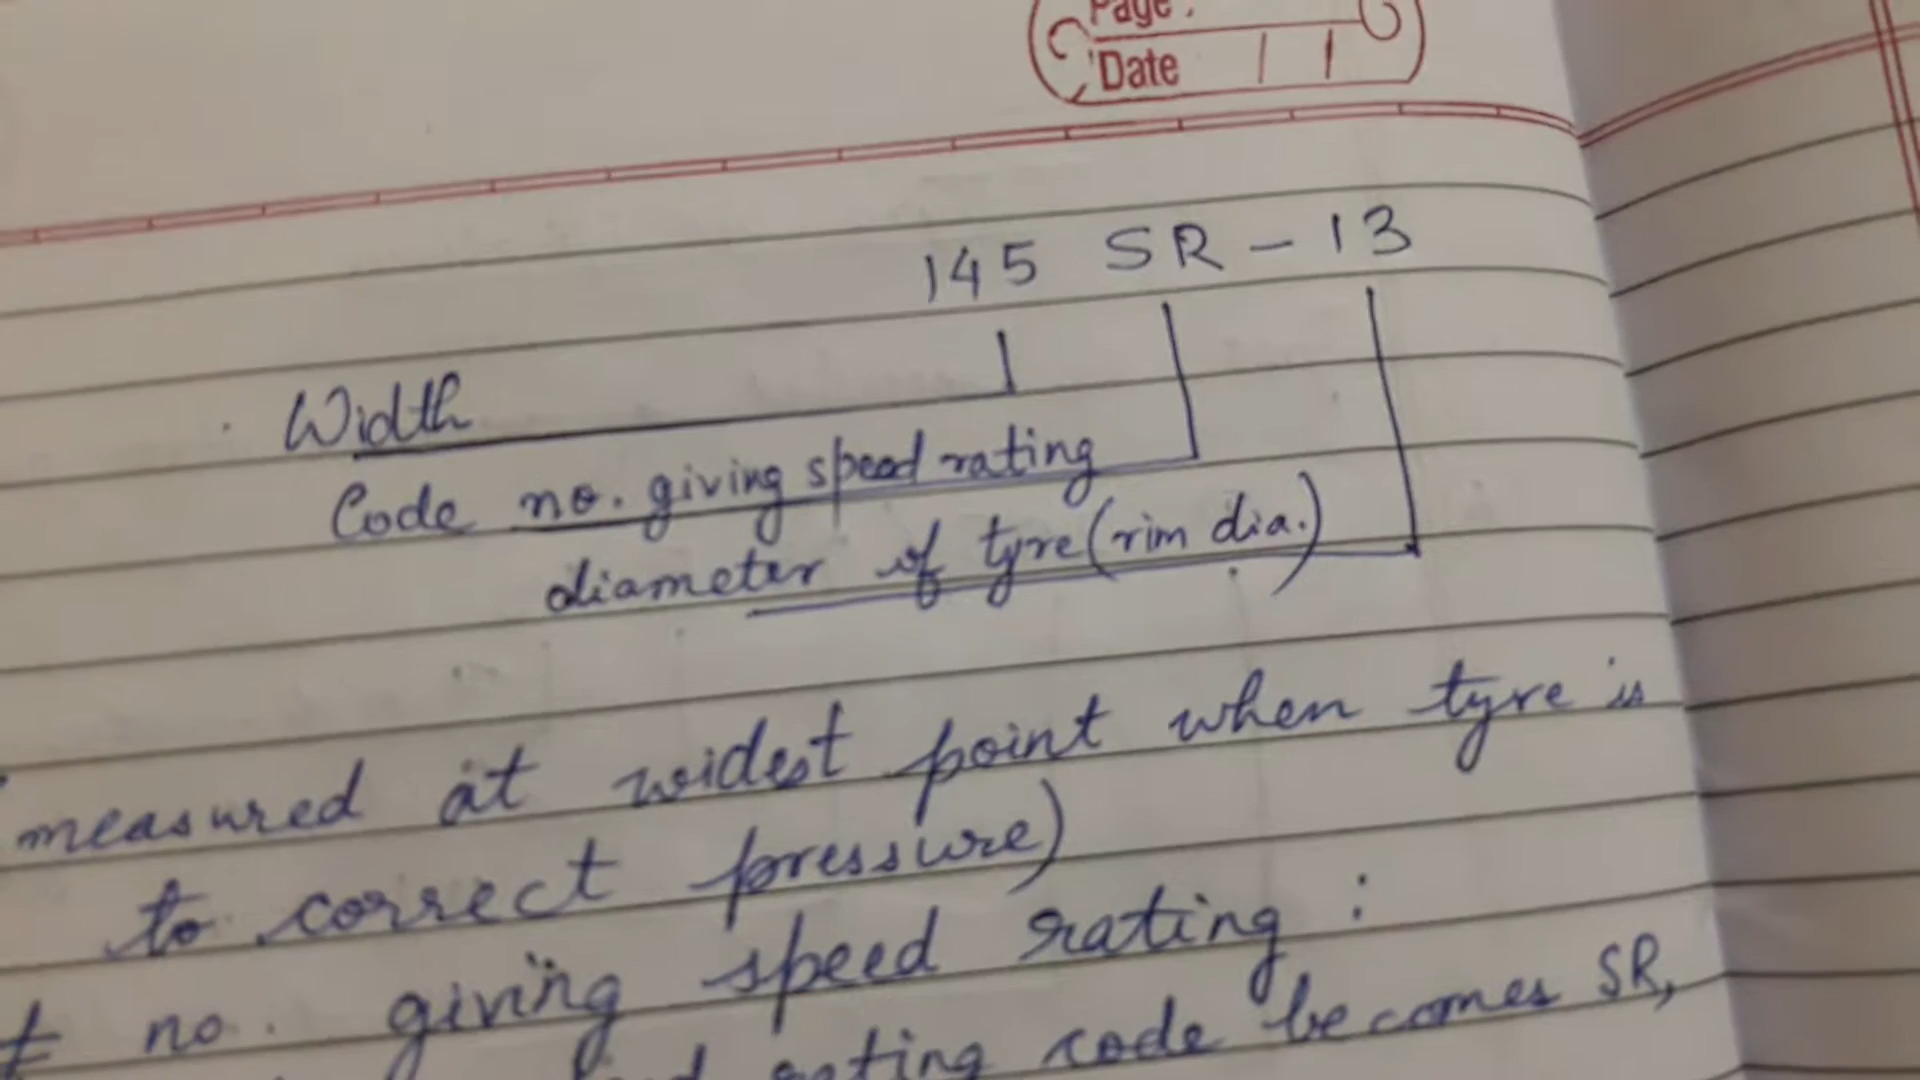 Page :
Date
145 SR - 13
Width
Code no. giving speed rating
diameter of tyre (rim dia.)
measured at widest point when tyre is
to correct pressure)
no. giving speed rating :
rating code becomes SR,